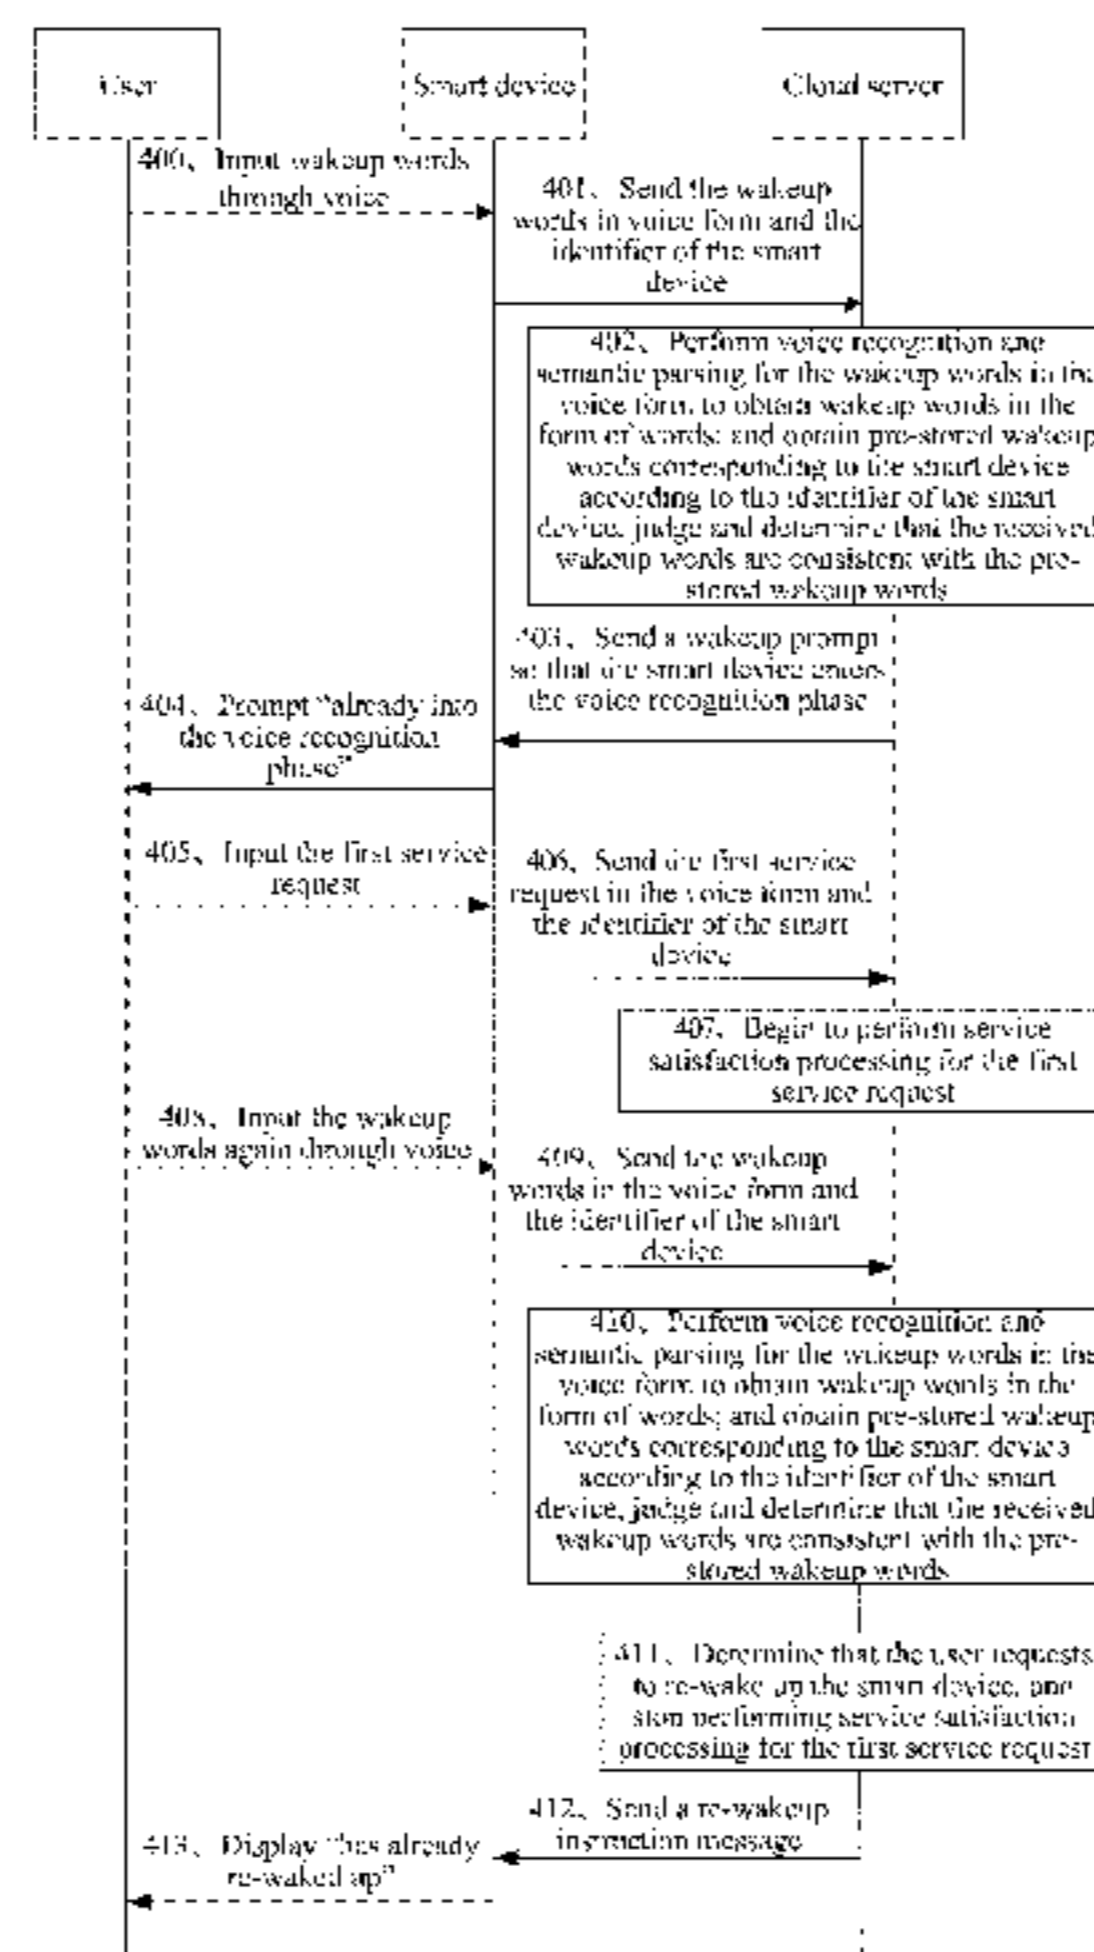 User
Smart device
Cloud server
400、Input wakeup words
through voice
401、Send the wakeup
words in voice form and the
identifier of the smart
device
402、Perform voice recognition and
semantic parsing for the wakeup words in the
voice form to obtain wakeup words in the
form of words; and obtain pre-stored wakeup
words corresponding to the smart device
according to the identifier of the smart
device, judge and determine that the received
wakeup words are consistent with the pre-
stored wakeup words
403、Send a wakeup prompt
so that the smart device enters
the voice recognition phase
404、Prompt “already into
the voice recognition
phase”
405、Input the first service
request
406、Send the first service
request in the voice form and
the identifier of the smart
device
407、Begin to perform service
satisfaction processing for the first
service request
408、Input the wakeup
words again through voice
409、Send the wakeup
words in the voice form and
the identifier of the smart
device
410、Perform voice recognition and
semantic parsing for the wakeup words in the
voice form to obtain wakeup words in the
form of words; and obtain pre-stored wakeup
words corresponding to the smart device
according to the identifier of the smart
device, judge and determine that the received
wakeup words are consistent with the pre-
stored wakeup words
411、Determine that the user requests
to re-wake up the smart device, and
stop performing service satisfaction
processing for the first service request
412、Send a re-wakeup
instruction message
413、Display “has already
re-waked up”